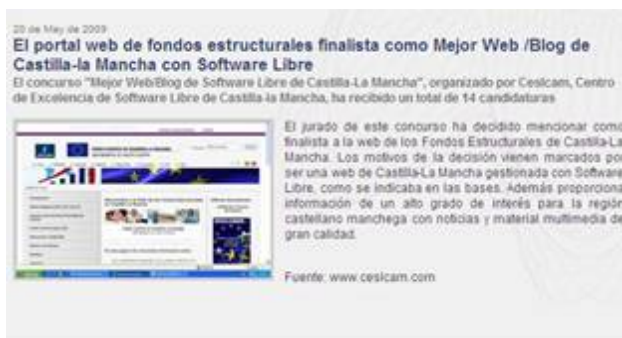 20 de May de 2009
El portal web de fondos estructurales finalista como Mejor Web /Blog de
Castilla-la Mancha con Software Libre
El concurso "Mejor Web/Blog de Software Libre de Castilla-La Mancha", organizado por Ceslcam, Centro
de Excelencia de Software Libre de Castilla-la Mancha, ha recibido un total de 14 candidaturas
El jurado de este concurso ha decidido mencionar como
finalista a la web de los Fondos Estructurales de Castilla-La
Mancha. Los motivos de la decisión vienen marcados por
ser una web de Castilla-La Mancha gestionada con Software
Libre, como se indicaba en las bases. Además proporciona
información de un alto grado de interés para la región
castellano manchega con noticias y material multimedia de
gran calidad.
Fuente: www.ceslcam.com